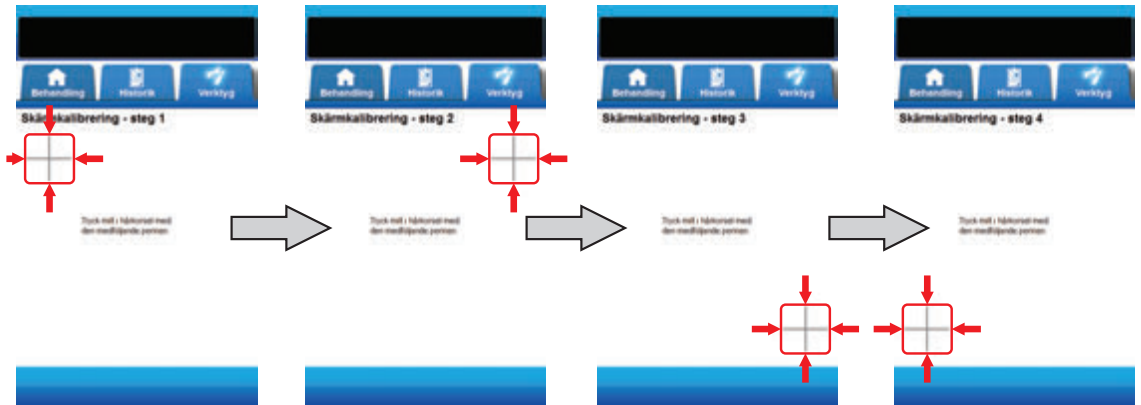 Behandling Historik Verktyg
Skärmkalibrering - steg 1
Tryck mitt i hårkorset med
den medföljande pennan
Behandling Historik Verktyg
Skärmkalibrering - steg 2
Tryck mitt i hårkorset med
den medföljande pennan
Behandling Historik Verktyg
Skärmkalibrering - steg 3
Tryck mitt i hårkorset med
den medföljande pennan
Behandling Historik Verktyg
Skärmkalibrering - steg 4
Tryck mitt i hårkorset med
den medföljande pennan